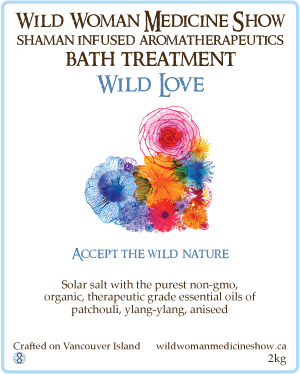 Wild Woman Medicine Show
Shaman Infused Aromatherapeutics
Bath Treatment
Wild Love
Accept the wild nature
Solar salt with the purest non-gmo,
organic, therapeutic grade essential oils of
patchouli, ylang-ylang, aniseed
Crafted on Vancouver Island wildwomanmedicineshow.ca
2kg